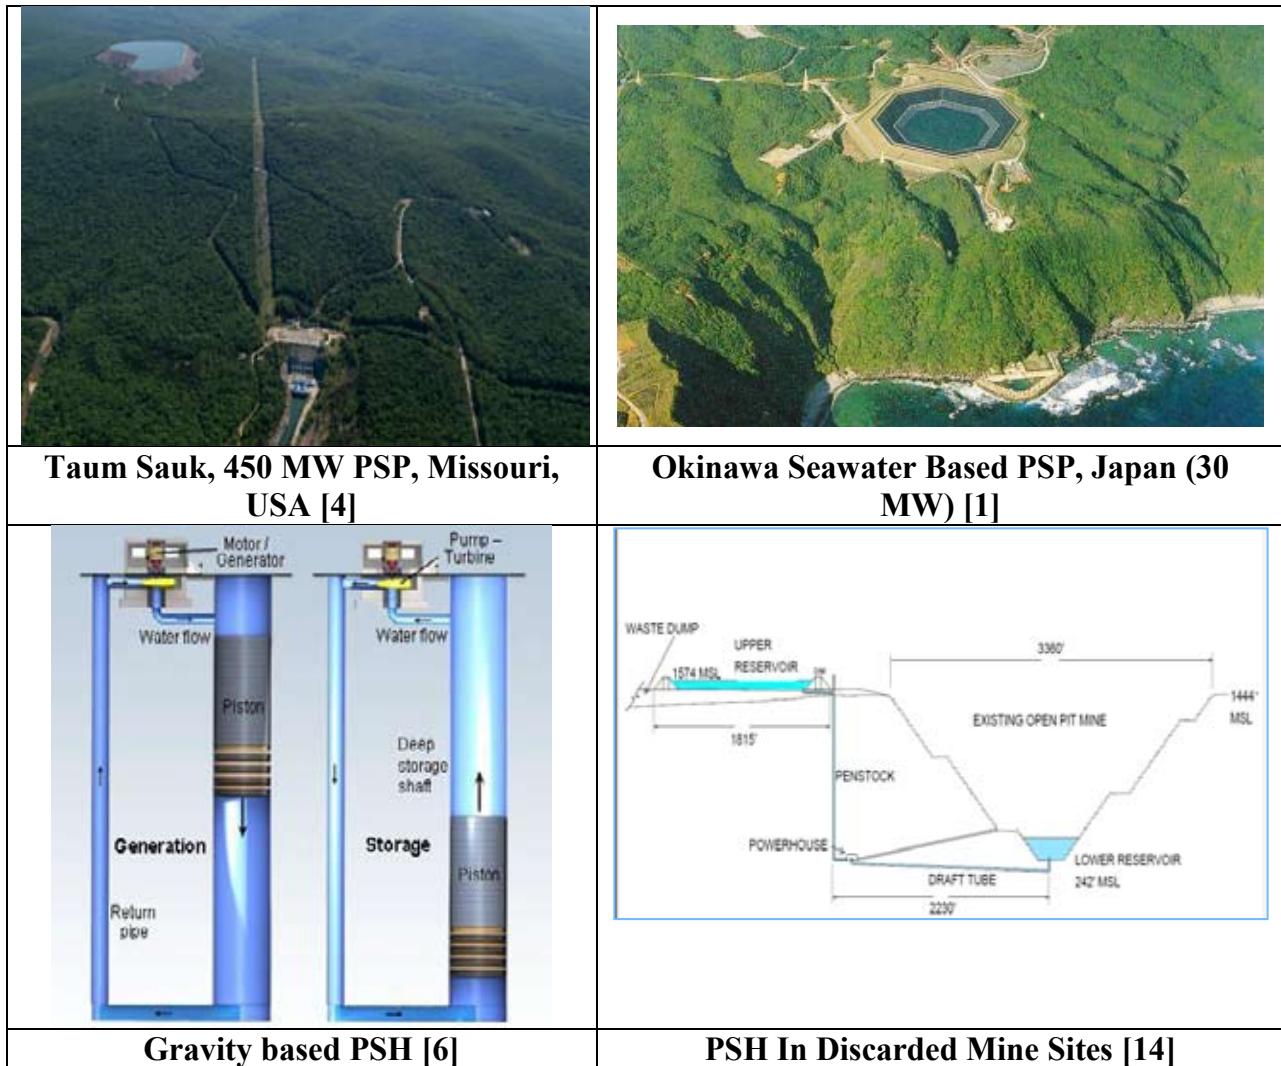 Taum Sauk, 450 MW PSP, Missouri,
USA [4]
Okinawa Seawater Based PSP, Japan (30
MW) [1]
Motor /
Generator
Water flow
Piston
Generation
Return
pipe
Pump –
Turbine
Water flow
Deep
storage
shaft
Storage
Piston
Gravity based PSH [6]
WASTE DUMP
UPPER
RESERVOIR
1574 MSL
1815'
3360'
1444'
MSL
EXISTING OPEN PIT MINE
PENSTOCK
POWERHOUSE
DRAFT TUBE
LOWER RESERVOIR
242' MSL
2230'
PSH In Discarded Mine Sites [14]